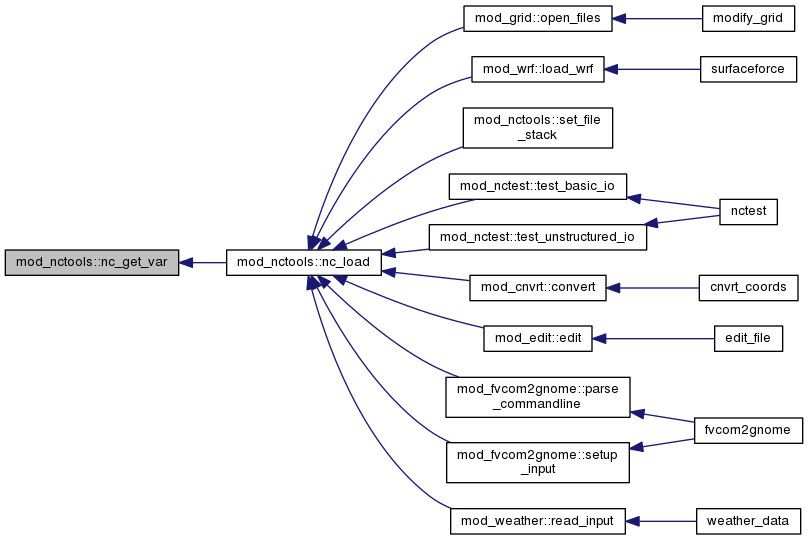 mod_grid::open_files
modify_grid
mod_wrf::load_wrf
surfaceforce
mod_nctools::set_file
_stack
mod_nctest::test_basic_io
nctest
mod_nctest::test_unstructured_io
mod_nctools::nc_get_var
mod_nctools::nc_load
mod_cnvrt::convert
cnvrt_coords
mod_edit::edit
edit_file
mod_fvcom2gnome::parse
_commandline
fvcom2gnome
mod_fvcom2gnome::setup
_input
mod_weather::read_input
weather_data